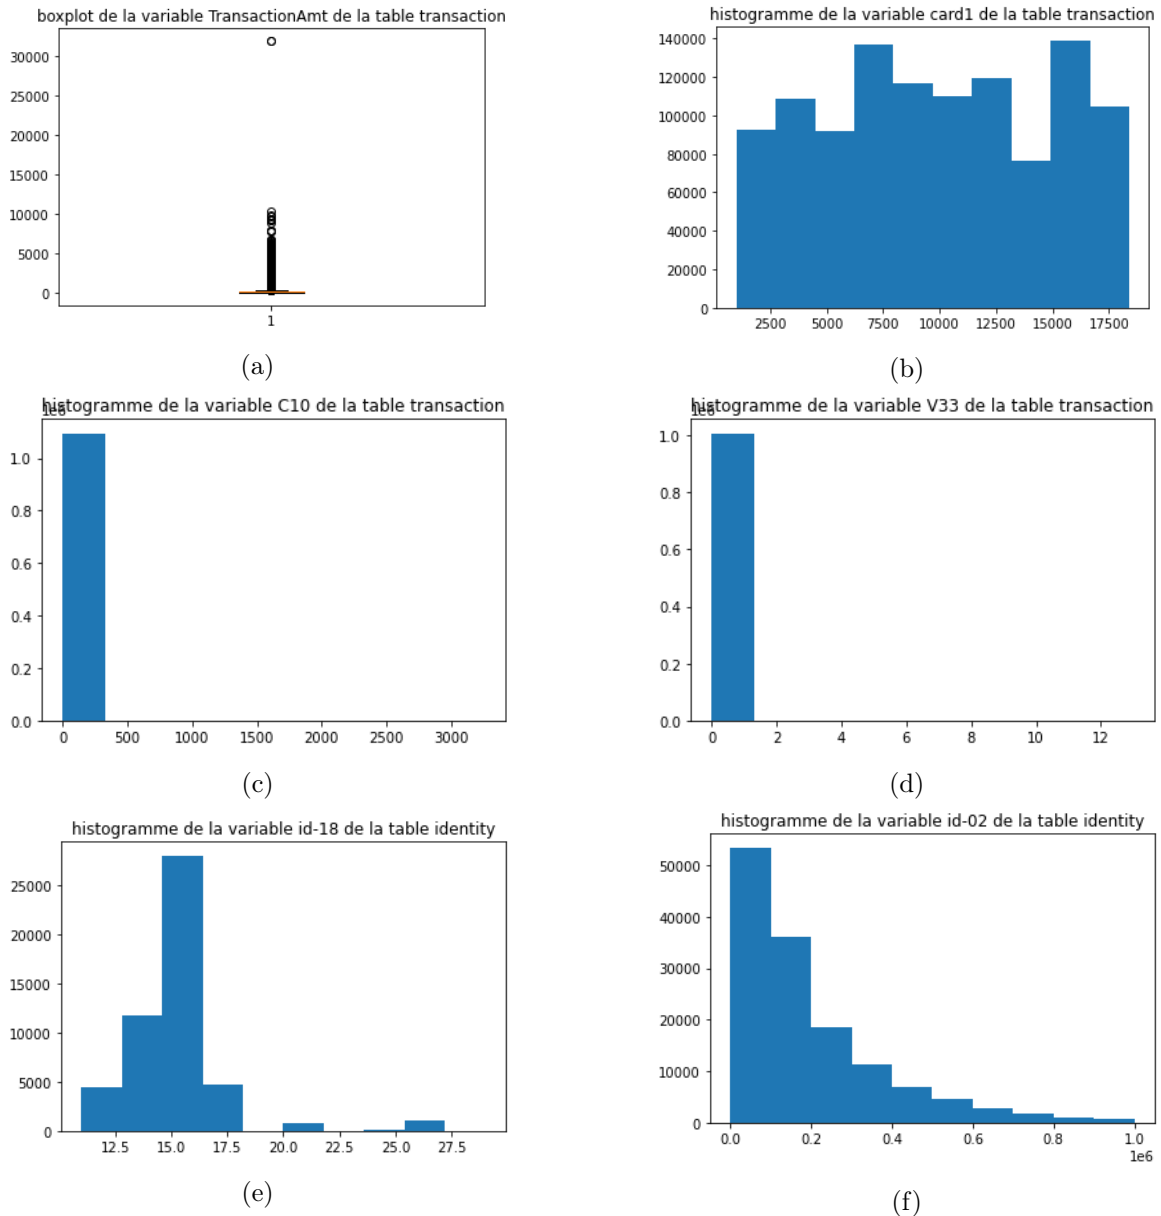 boxplot de la variable TransactionAmt de la table transaction
30000
25000
20000
15000
10000
5000
0
1
(a)
histogramme de la variable card1 de la table transaction
140000
120000
100000
80000
60000
40000
20000
0
2500 5000 7500 10000 12500 15000 17500
(b)
histogramme de la variable C10 de la table transaction
1e6
1.0
0.8
0.6
0.4
0.2
0.0
0 500 1000 1500 2000 2500 3000
(c)
histogramme de la variable V33 de la table transaction
1e6
1.0
0.8
0.6
0.4
0.2
0.0
0 2 4 6 8 10 12
(d)
histogramme de la variable id-18 de la table identity
25000
20000
15000
10000
5000
0
12.5 15.0 17.5 20.0 22.5 25.0 27.5
(e)
histogramme de la variable id-02 de la table identity
50000
40000
30000
20000
10000
0
0.0 0.2 0.4 0.6 0.8 1.0
1e6
(f)